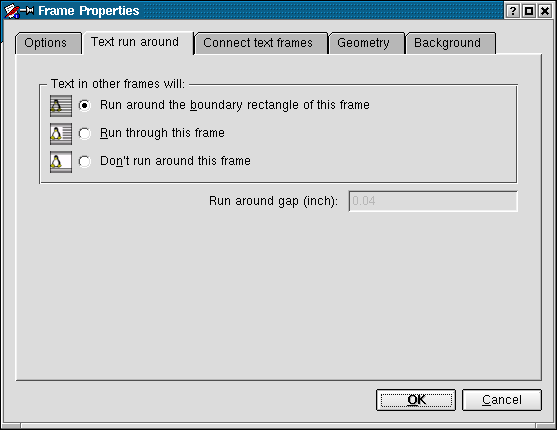 Frame Properties
Options Text run around Connect text frames Geometry Background
Text in other frames will:
Run around the boundary rectangle of this frame
Run through this frame
Don't run around this frame
Run around gap (inch): 0.04
OK Cancel